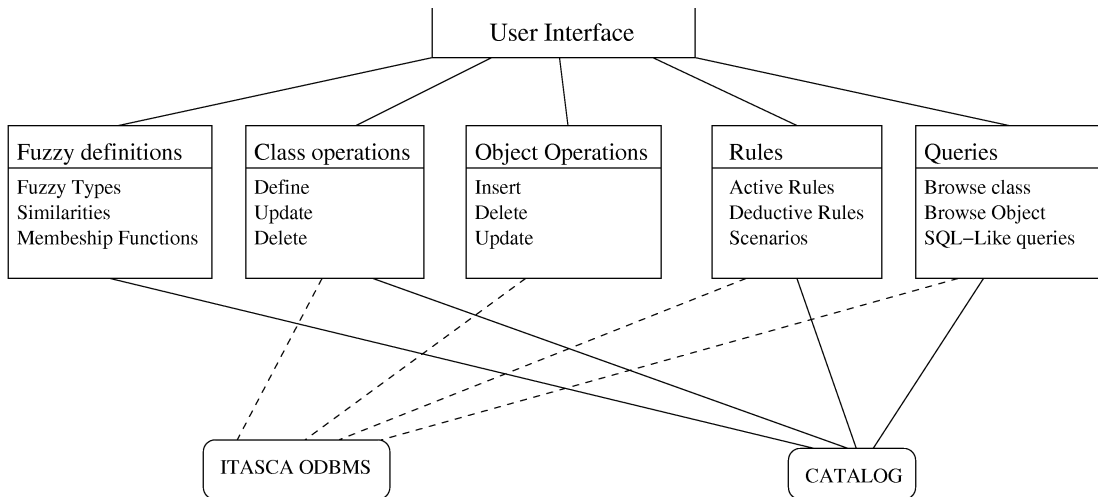 User Interface
Fuzzy definitions
Fuzzy Types
Similarities
Membeship Functions
Class operations
Define
Update
Delete
Object Operations
Insert
Delete
Update
Rules
Active Rules
Deductive Rules
Scenarios
Queries
Browse class
Browse Object
SQL−Like queries
ITASCA ODBMS
CATALOG